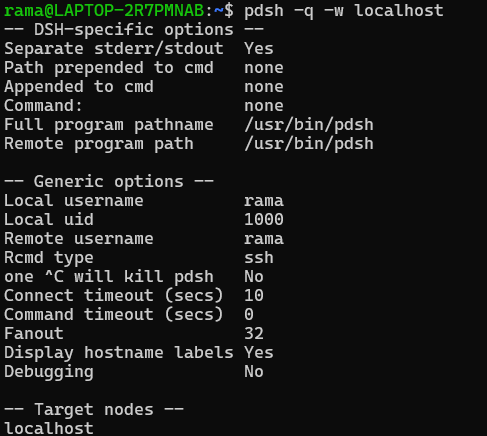 rama@LAPTOP-2R7PMNAB:~$ pdsh -q -w localhost
-- DSH-specific options --
Separate stderr/stdout  Yes
Path prepended to cmd   none
Appended to cmd         none
Command:                none
Full program pathname   /usr/bin/pdsh
Remote program path     /usr/bin/pdsh

-- Generic options --
Local username          rama
Local uid               1000
Remote username         rama
Rcmd type               ssh
one ^C will kill pdsh   No
Connect timeout (secs)  10
Command timeout (secs)  0
Fanout                  32
Display hostname labels Yes
Debugging               No

-- Target nodes --
localhost